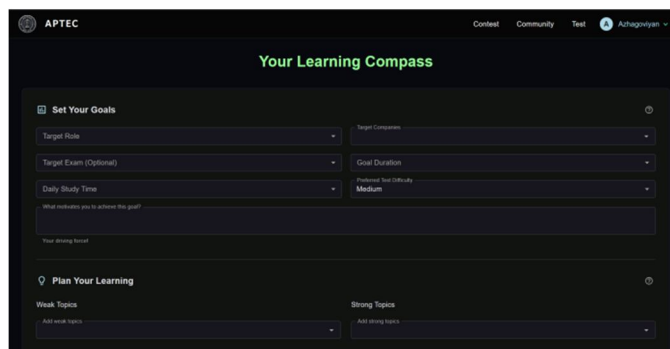 APTEC
Contest Community Test A Azhagoviyan
Your Learning Compass
Set Your Goals
Target Role
Target Companies
Target Exam (Optional)
Goal Duration
Daily Study Time
Preferred Test Difficulty
Medium
What motivates you to achieve this goal?
Your driving force!
Plan Your Learning
Weak Topics
Strong Topics
Add weak topics
Add strong topics